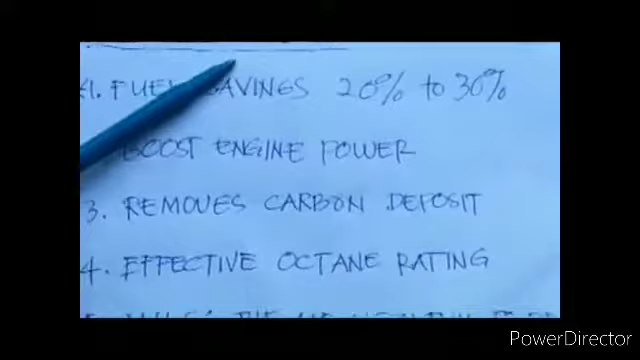 1. FUEL SAVINGS 20% to 30%
BOOST ENGINE POWER
3. REMOVES CARBON DEPOSIT
4. EFFECTIVE OCTANE RATING
PowerDirector